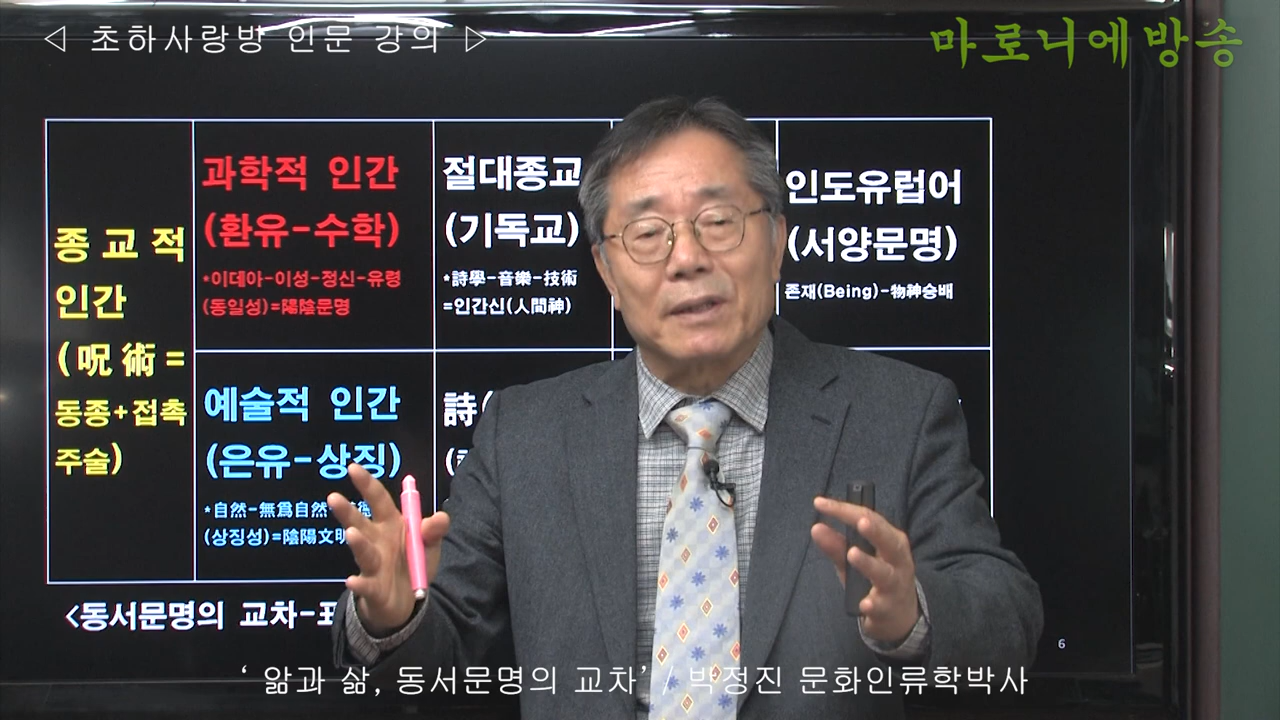 ◁ 초하사랑방 인문 강의 ▷
마로니에방송
종교적
인간
(呪術=
동종+접촉
주술)
과학적 인간
(환유-수학)
*이데아-이성-정신-유령
(동일성)=陽陰문명
절대종교
(기독교)
*詩學-音樂-技術
=인간신(人間神)
인도유럽어
(서양문명)
존재(Being)-物神숭배
예술적 인간
(은유-상징)
*自然-無爲自然
(상징성)=陰陽文明
詩(
<동서문명의 교차-표
6
‘ 앎과 삶, 동서문명의 교차’ / 박정진 문화인류학박사